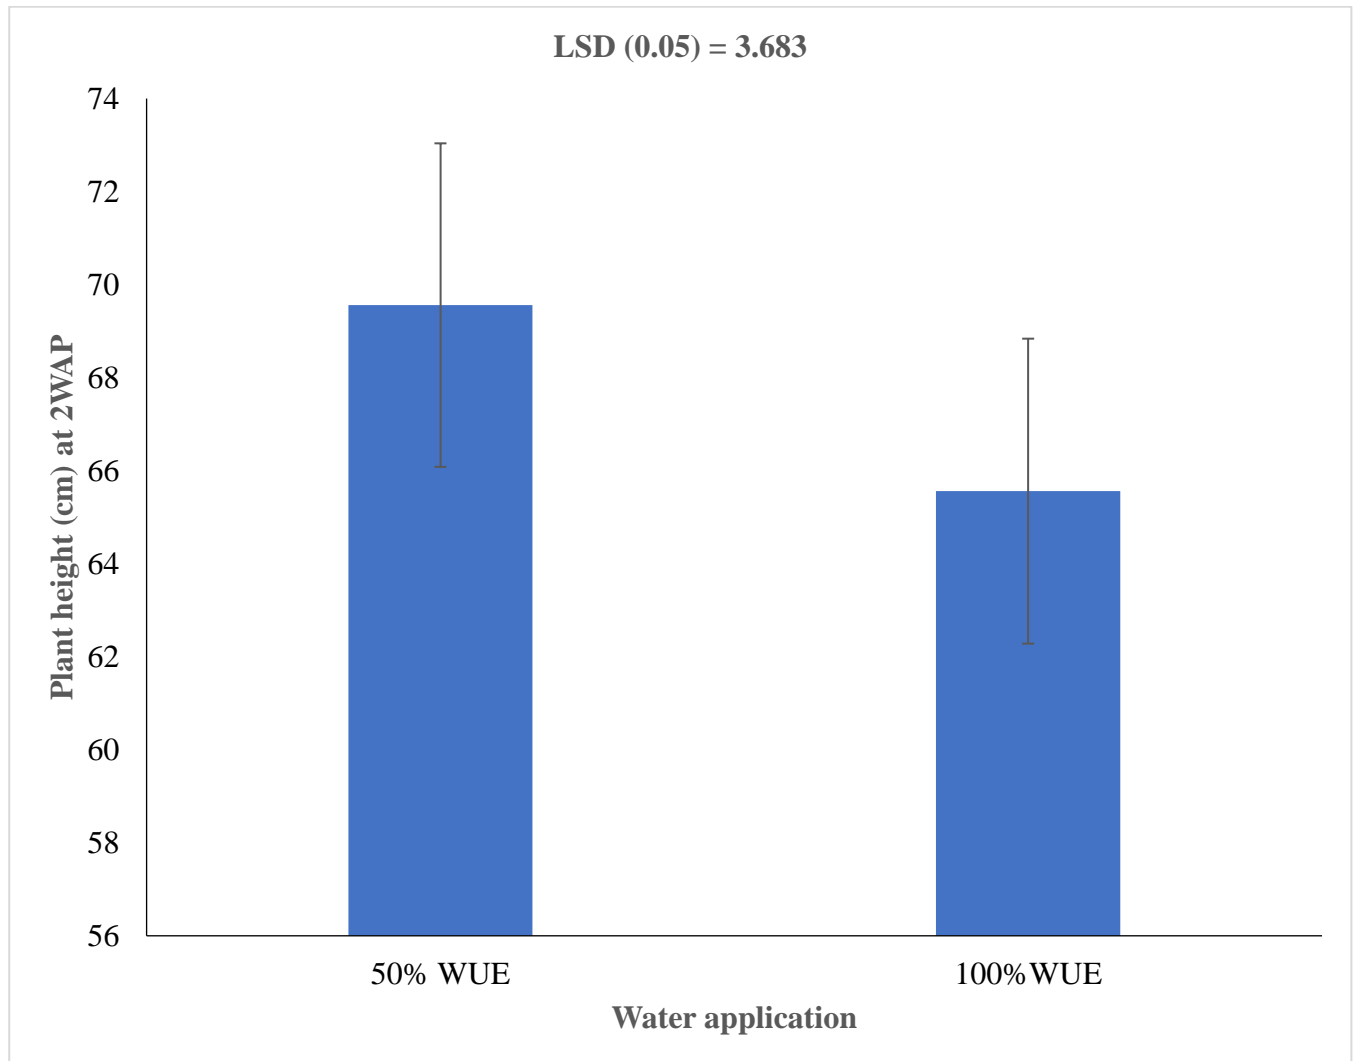 LSD (0.05) = 3.683
74
72
70
68
66
64
62
60
58
56
Plant height (cm) at 2WAP
50% WUE
100%WUE
Water application